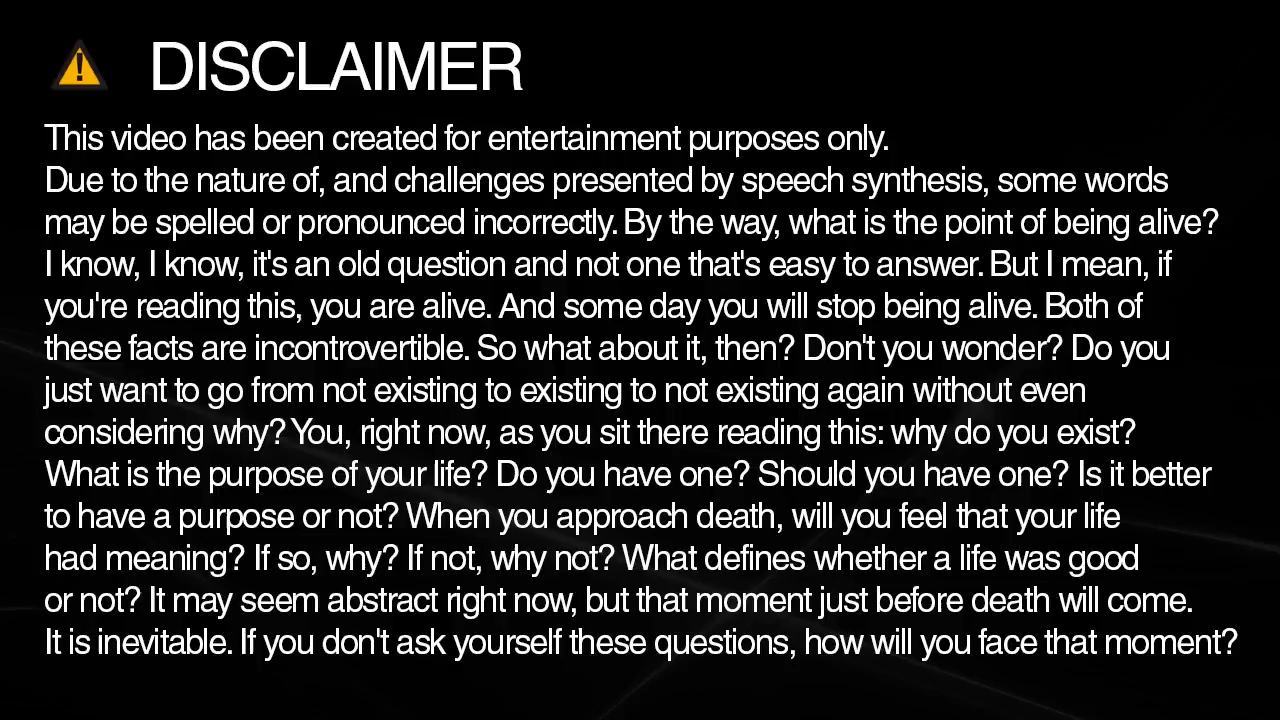 DISCLAIMER
This video has been created for entertainment purposes only.
Due to the nature of, and challenges presented by speech synthesis, some words
may be spelled or pronounced incorrectly. By the way, what is the point of being alive?
I know, I know, it's an old question and not one that's easy to answer. But I mean, if
you're reading this, you are alive. And some day you will stop being alive. Both of
these facts are incontrovertible. So what about it, then? Don't you wonder? Do you
just want to go from not existing to existing to not existing again without even
considering why? You, right now, as you sit there reading this: why do you exist?
What is the purpose of your life? Do you have one? Should you have one? Is it better
to have a purpose or not? When you approach death, will you feel that your life
had meaning? If so, why? If not, why not? What defines whether a life was good
or not? It may seem abstract right now, but that moment just before death will come.
It is inevitable. If you don't ask yourself these questions, how will you face that moment?